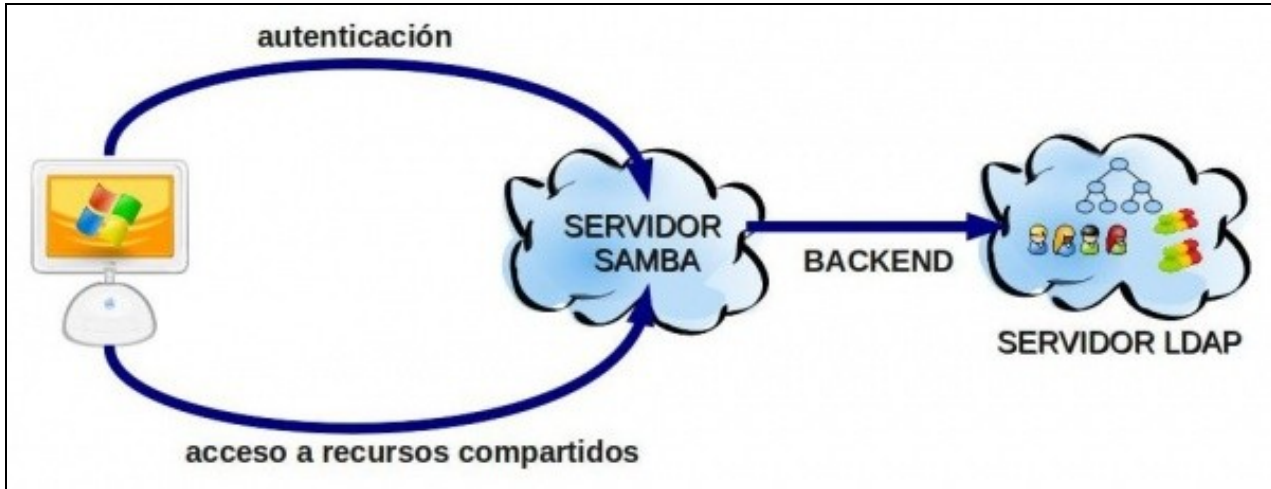 autenticación
SERVIDOR
SAMBA
BACKEND
SERVIDOR LDAP
acceso a recursos compartidos